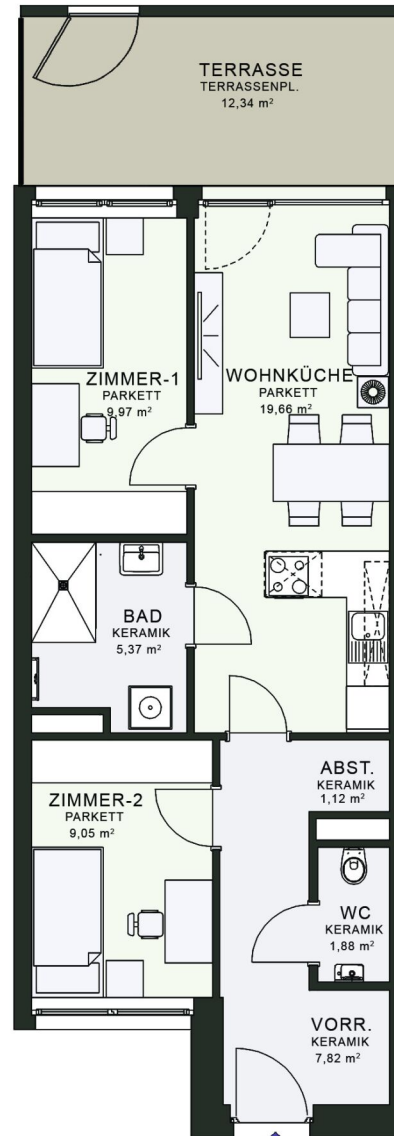 TERRASSE
TERRASSENPL.
12,34 m²
ZIMMER-1
PARKETT
9,97 m²
WOHNKÜCHE
PARKETT
19,66 m²
BAD
KERAMIK
5,37 m²
ZIMMER-2
PARKETT
9,05 m²
ABST.
KERAMIK
1,12 m²
WC
KERAMIK
1,88 m²
VORR.
KERAMIK
7,82 m²